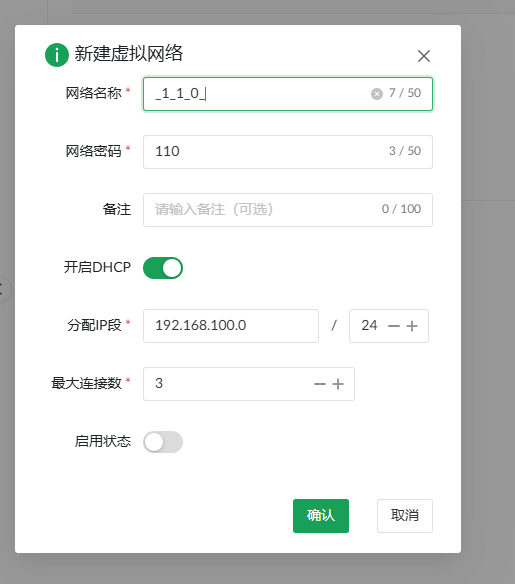 新建虚拟网络
网络名称 * _1_1_0_ 7 / 50
网络密码 * 110 3 / 50
备注 请输入备注（可选） 0 / 100
开启DHCP
分配IP段 * 192.168.100.0 / 24
最大连接数 * 3
启用状态
确认 取消